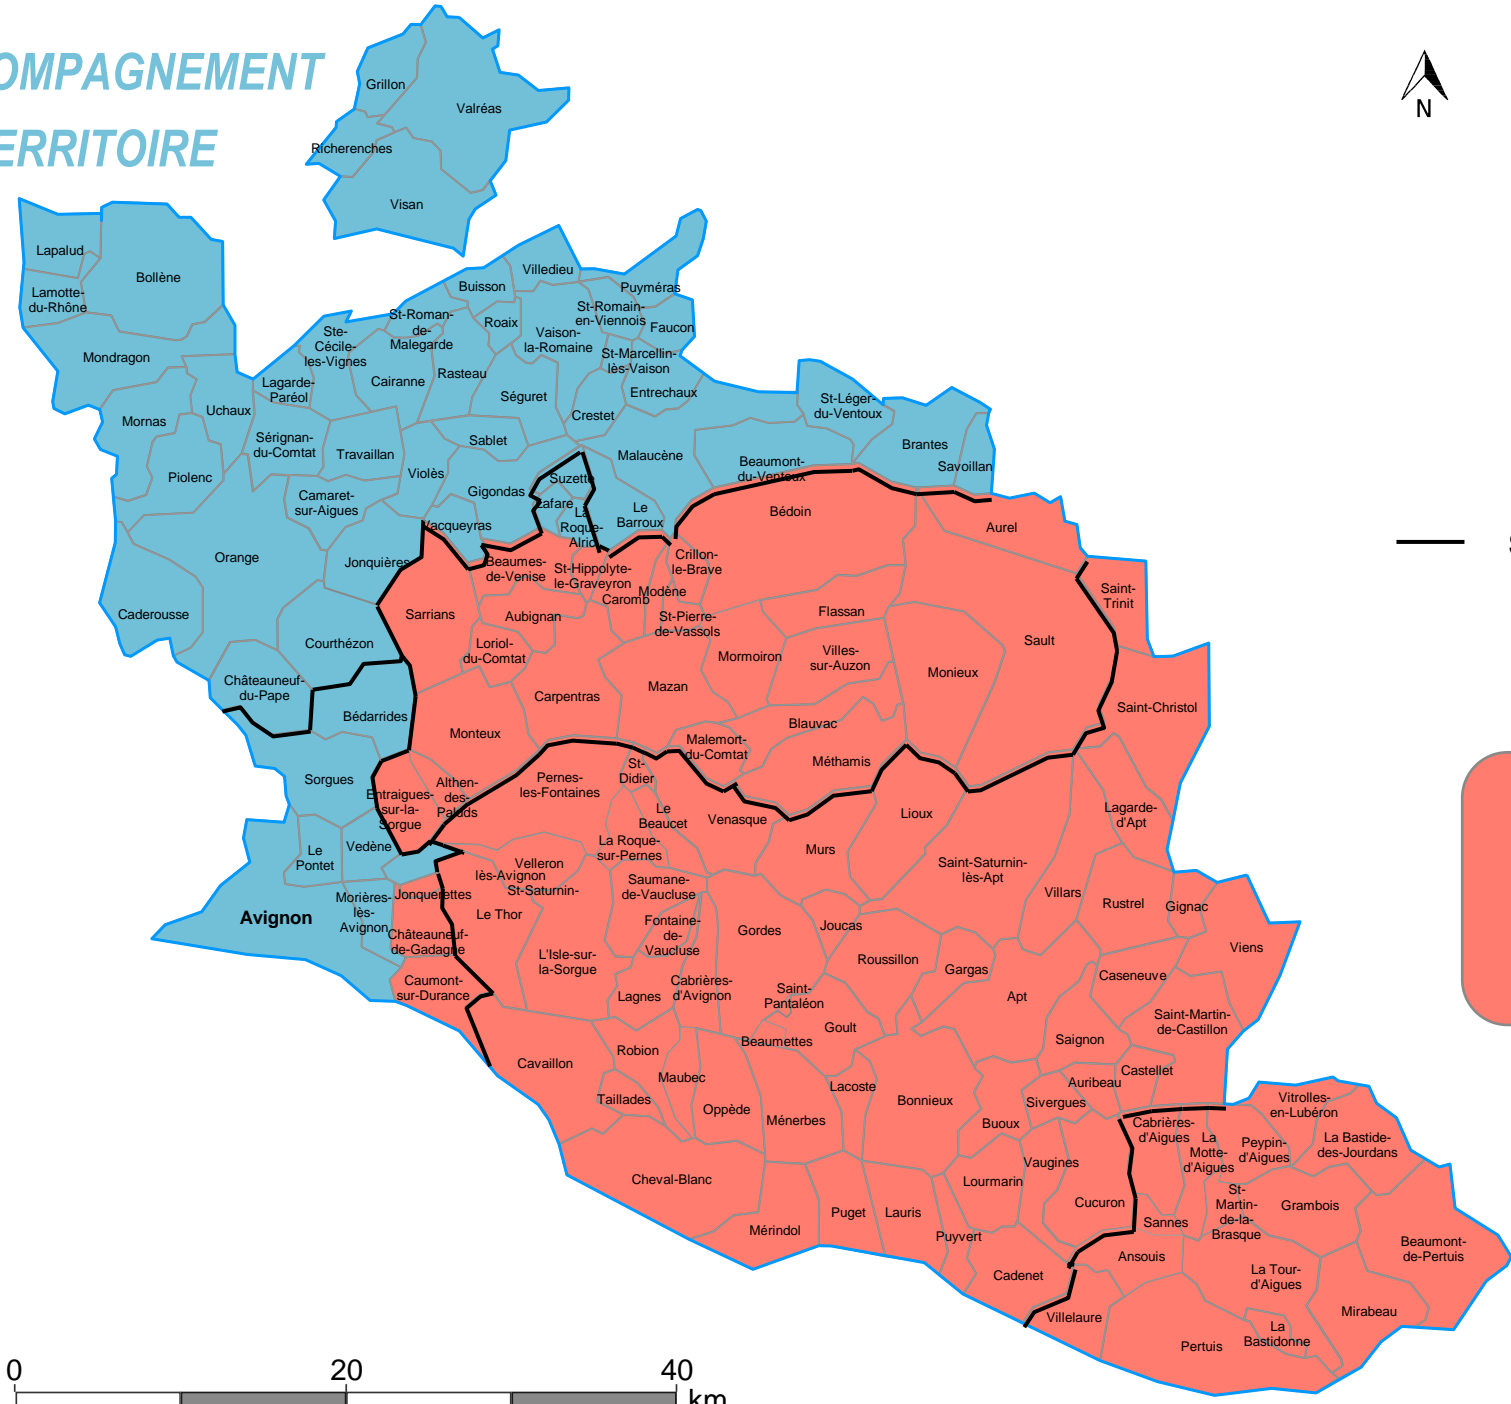 OMPAGNEMENT
ERRITOIRE
N
Grillon
Valréas
Richerenches
Visan
Lapalud
Bollène
Lamotte-
du-Rhône
Mondragon
Mornas
Uchaux
Piolenc
Orange
Caderousse
Lagarde-
Paréol
Ste-
Cécile-
les-Vignes
St-Roman-
de-
Malegarde
Cairanne
Rasteau
Buisson
Villedieu
Roaix
Vaison-
la-Romaine
St-Romain-
en-Viennois
Puyméras
Faucon
St-Marcellin-
lès-Vaison
Entrechaux
Séguret
Crestet
Sablet
Sérignan-
du-Comtat
Travaillan
Camaret-
sur-Aigues
Violès
Gigondas
Vacqueyras
Jonquières
Courthézon
Châteauneuf-
du-Pape
Bédarrides
Sorgues
Suzette
Lafare
La
Roque-
Alric
Malaucène
Le
Barroux
Beaumont-
du-Ventoux
St-Léger-
du-Ventoux
Brantes
Savoillan
Bédoin
Aurel
Saint-
Trinit
Sault
Saint-Christol
Monieux
Flassan
Villes-
sur-Auzon
Mormoiron
Blauvac
Méthamis
Malemort-
du-Comtat
Crillon-
le-Brave
Modène
St-Pierre-
de-Vassols
Caromb
St-Hippolyte-
le-Graveyron
Beaumes-
de-Venise
Aubignan
Sarrians
Loriol-
du-Comtat
Carpentras
Mazan
Monteux
Althen-
des-
Paluds
Entraigues-
sur-la-
Sorgue
Vedène
Le
Pontet
Avignon
Morières-
lès-
Avignon
Jonquerettes
Châteauneuf-
de-Gadagne
Caumont-
sur-Durance
Pernes-
les-Fontaines
St-
Didier
Le
Beaucet
Venasque
La Roque-
sur-Pernes
Velleron
lès-Avignon
St-Saturnin-
Le Thor
L'Isle-sur-
la-Sorgue
Saumane-
de-Vaucluse
Fontaine-
de-
Vaucluse
Lagnes
Cabrières-
d'Avignon
Gordes
Murs
Lioux
Joucas
Roussillon
Saint-Saturnin-
lès-Apt
Villars
Lagarde-
d'Apt
Rustrel
Gignac
Viens
Caseneuve
Gargas
Apt
Saint-Martin-
de-Castillon
Saignon
Castellet
Auribeau
Sivergues
Buoux
Bonnieux
Lacoste
Goult
Saint-
Pantaléon
Beaumettes
Ménerbes
Oppède
Maubec
Robion
Taillades
Cavaillon
Cheval-Blanc
Mérindol
Puget
Lauris
Puyvert
Lourmarin
Vaugines
Cucuron
Cadenet
Villelaure
Ansouis
Sannes
Cabrières-
d'Aigues
La
Motte-
d'Aigues
Peypin-
d'Aigues
Vitrolles-
en-Lubéron
La Bastide-
des-Jourdans
St-
Martin-
de-la-
Brasque
Grambois
La Tour-
d'Aigues
Beaumont-
de-Pertuis
Mirabeau
La
Bastidonne
Pertuis
0
20
40
km